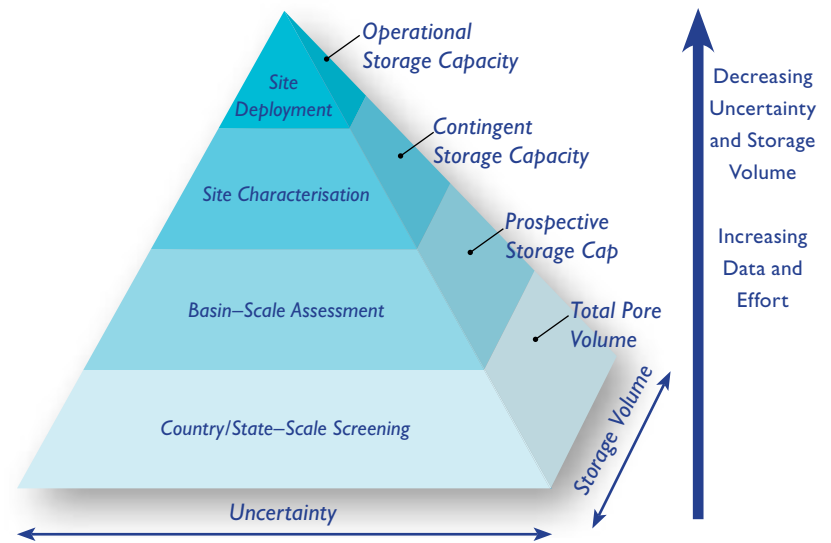 Operational
Storage Capacity
Site
Deployment
Contingent
Storage Capacity
Site Characterisation
Prospective
Storage Cap
Basin–Scale Assessment
Total Pore
Volume
Country/State–Scale Screening
Storage Volume
Uncertainty
Decreasing
Uncertainty
and Storage
Volume
Increasing
Data and
Effort